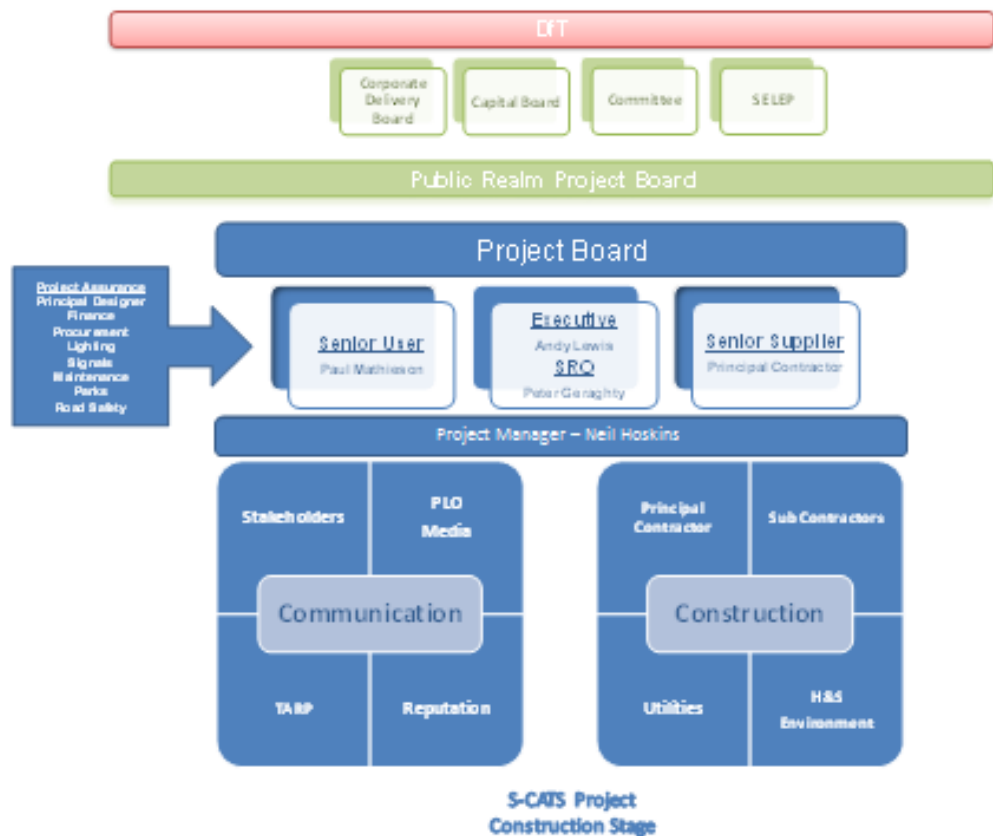 DfT
Corporate
Delivery
Board
Capital Board
Committee
SELEP
Public Realm Project Board
Project Board
Project Assurance
Principal Designer
Finance
Procurement
Lighting
Signals
Maintenance
Parks
Road Safety
Senior User
Paul Mathieson
Executive
Andy Lewis
SRO
Peter Geraghty
Senior Supplier
Principal Contractor
Project Manager – Neil Hoskins
Stakeholders
PLO
Media
Communication
TARP
Reputation
Principal
Contractor
Sub Contractors
Construction
Utilities
H&S
Environment
S-CATS Project
Construction Stage